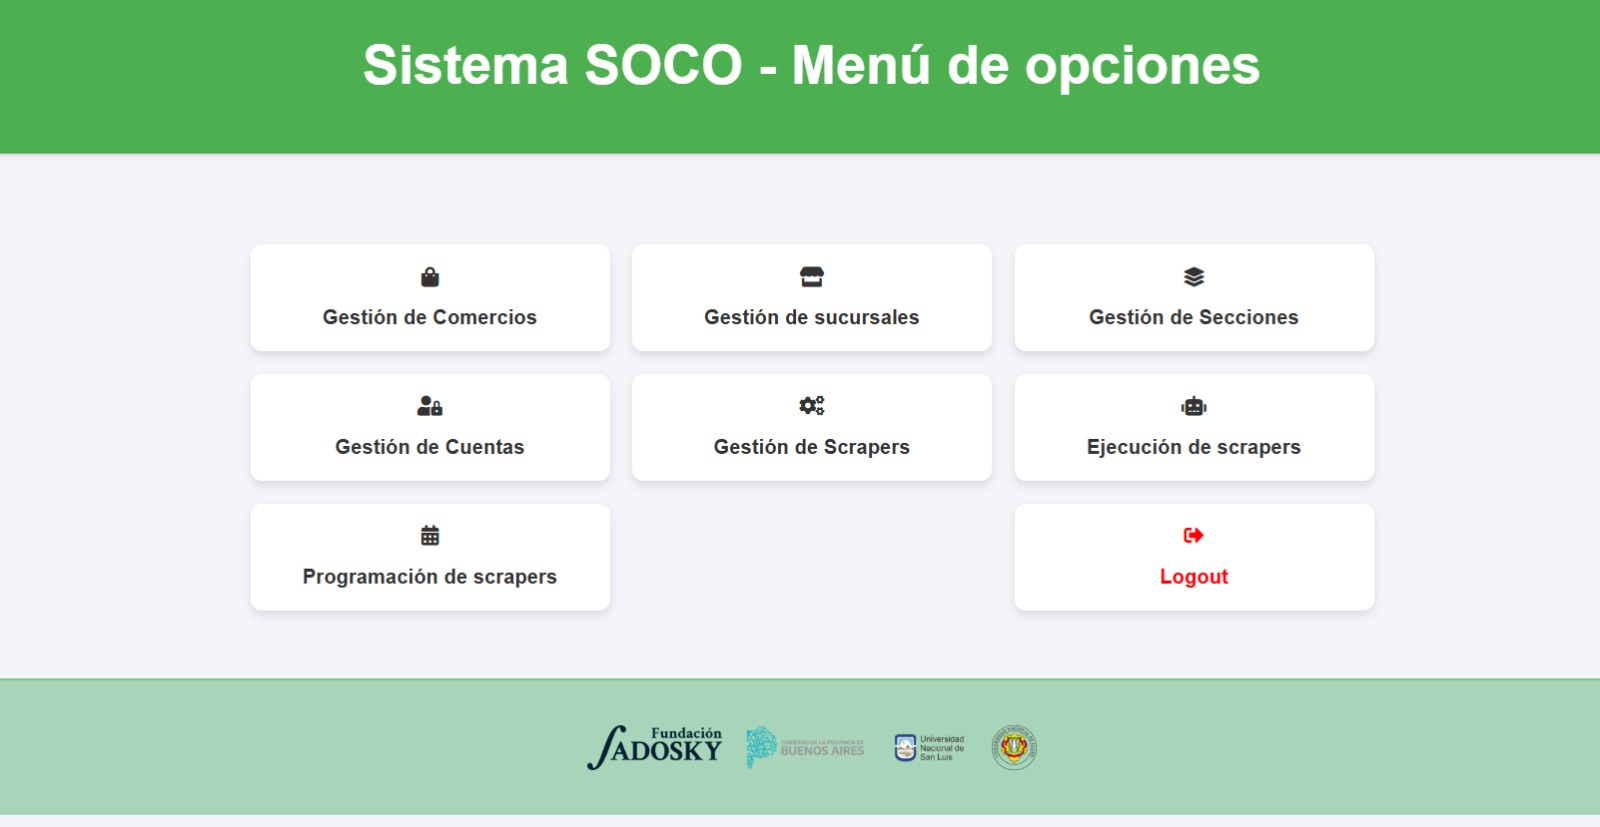 Sistema SOCO - Menú de opciones
Gestión de Comercios
Gestión de sucursales
Gestión de Secciones
Gestión de Cuentas
Gestión de Scrapers
Ejecución de scrapers
Programación de scrapers
Logout
Fundación
SADOSKY
GOBIERNO DE LA PROVINCIA DE
BUENOS AIRES
Universidad
Nacional de
San Luis